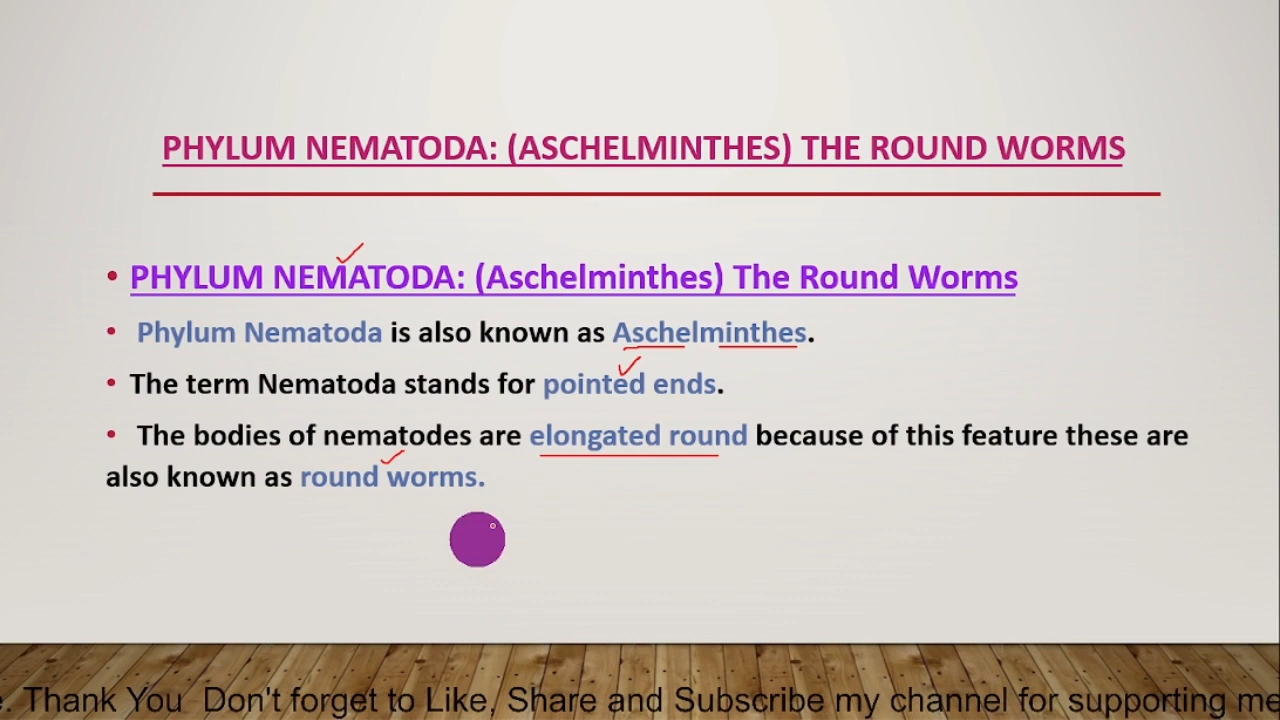 PHYLUM NEMATODA: (ASCHELMINTHES) THE ROUND WORMS
• PHYLUM NEMATODA: (Aschelminthes) The Round Worms
• Phylum Nematoda is also known as Aschelminthes.
• The term Nematoda stands for pointed ends.
• The bodies of nematodes are elongated round because of this feature these are
also known as round worms.
. Thank You Don't forget to Like, Share and Subscribe my channel for supporting me